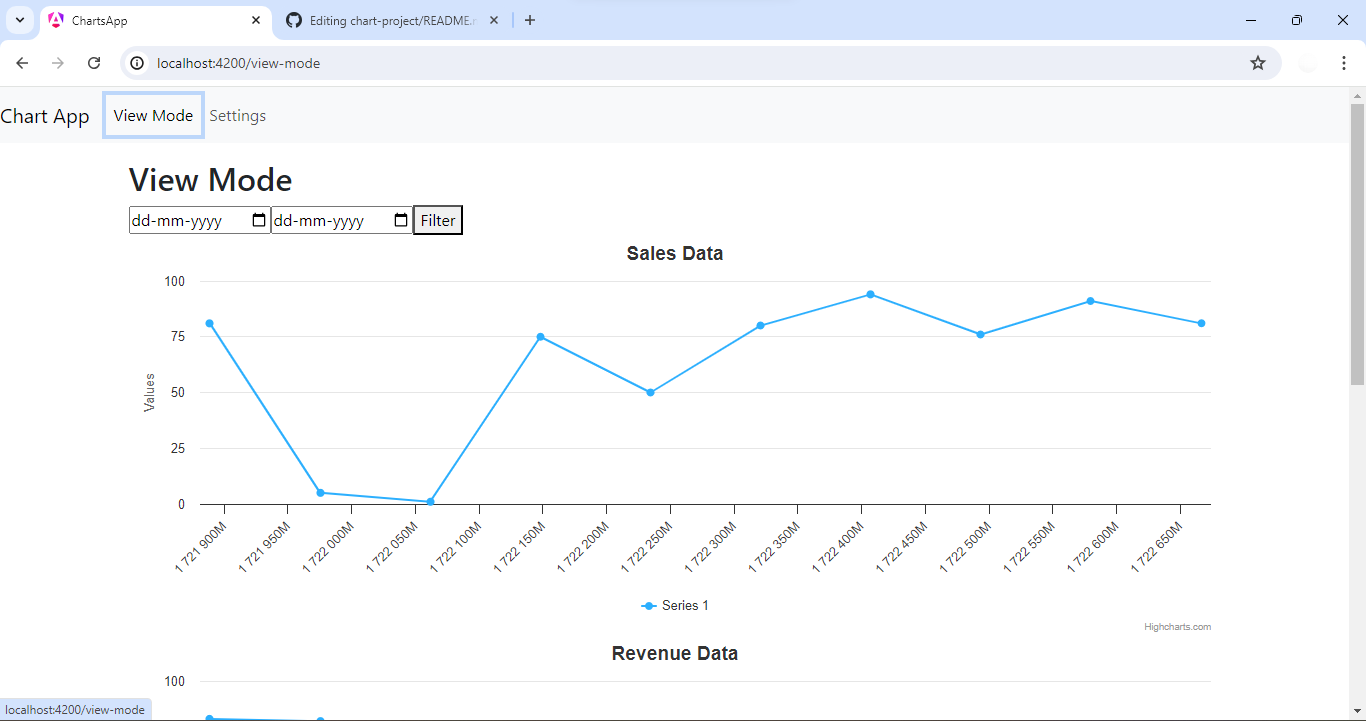 ChartsApp
Editing chart-project/README.m
localhost:4200/view-mode
Chart App View Mode Settings
View Mode
dd-mm-yyyy dd-mm-yyyy Filter
Sales Data
100
75
50
25
0
Values
1 721 900M 1 721 950M 1 722 000M 1 722 050M 1 722 100M 1 722 150M 1 722 200M 1 722 250M 1 722 300M 1 722 350M 1 722 400M 1 722 450M 1 722 500M 1 722 550M 1 722 600M 1 722 650M
Series 1
Highcharts.com
Revenue Data
100
localhost:4200/view-mode